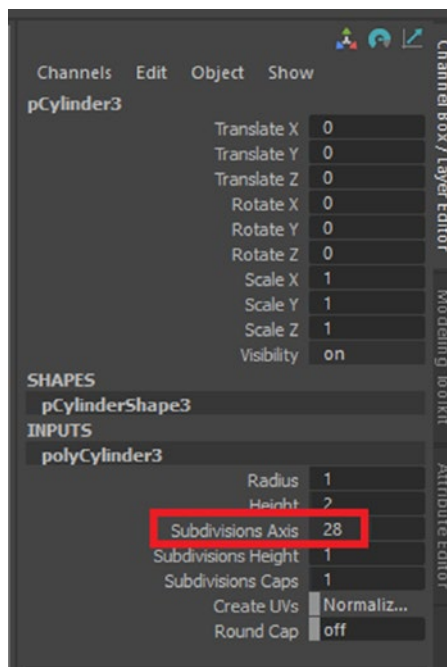 Channels Edit Object Show
pCylinder3
Translate X 0
Translate Y 0
Translate Z 0
Rotate X 0
Rotate Y 0
Rotate Z 0
Scale X 1
Scale Y 1
Scale Z 1
Visibility on
SHAPES
pCylinderShape3
INPUTS
polyCylinder3
Radius 1
Height 2
Subdivisions Axis 28
Subdivisions Height 1
Subdivisions Caps 1
Create UVs Normaliz...
Round Cap off
Channel Box / Layer Editor
Modeling Toolkit
Attribute Editor